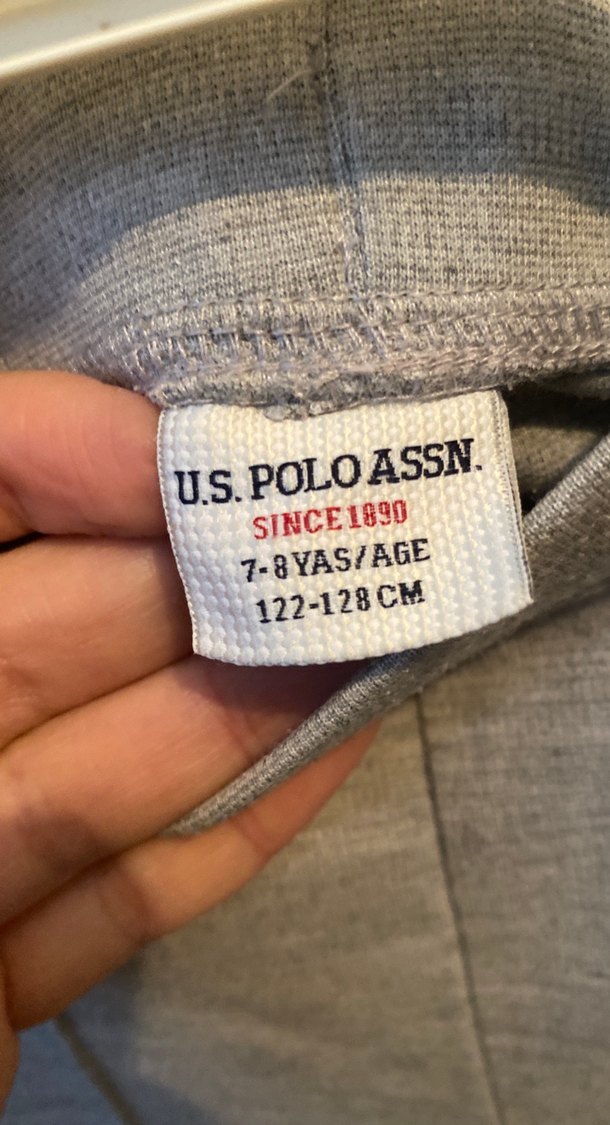 U.S. POLO ASSN.
SINCE 1890
7-8 YAS/AGE
122-128 CM